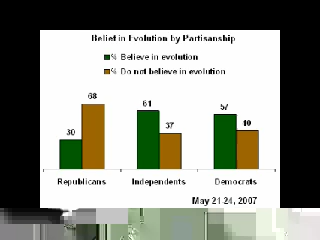 Belief in Evolution by Partisanship
% Believe in evolution
% Do not believe in evolution
30
68
61
37
57
40
Republicans
Independents
Democrats
May 21-24, 2007